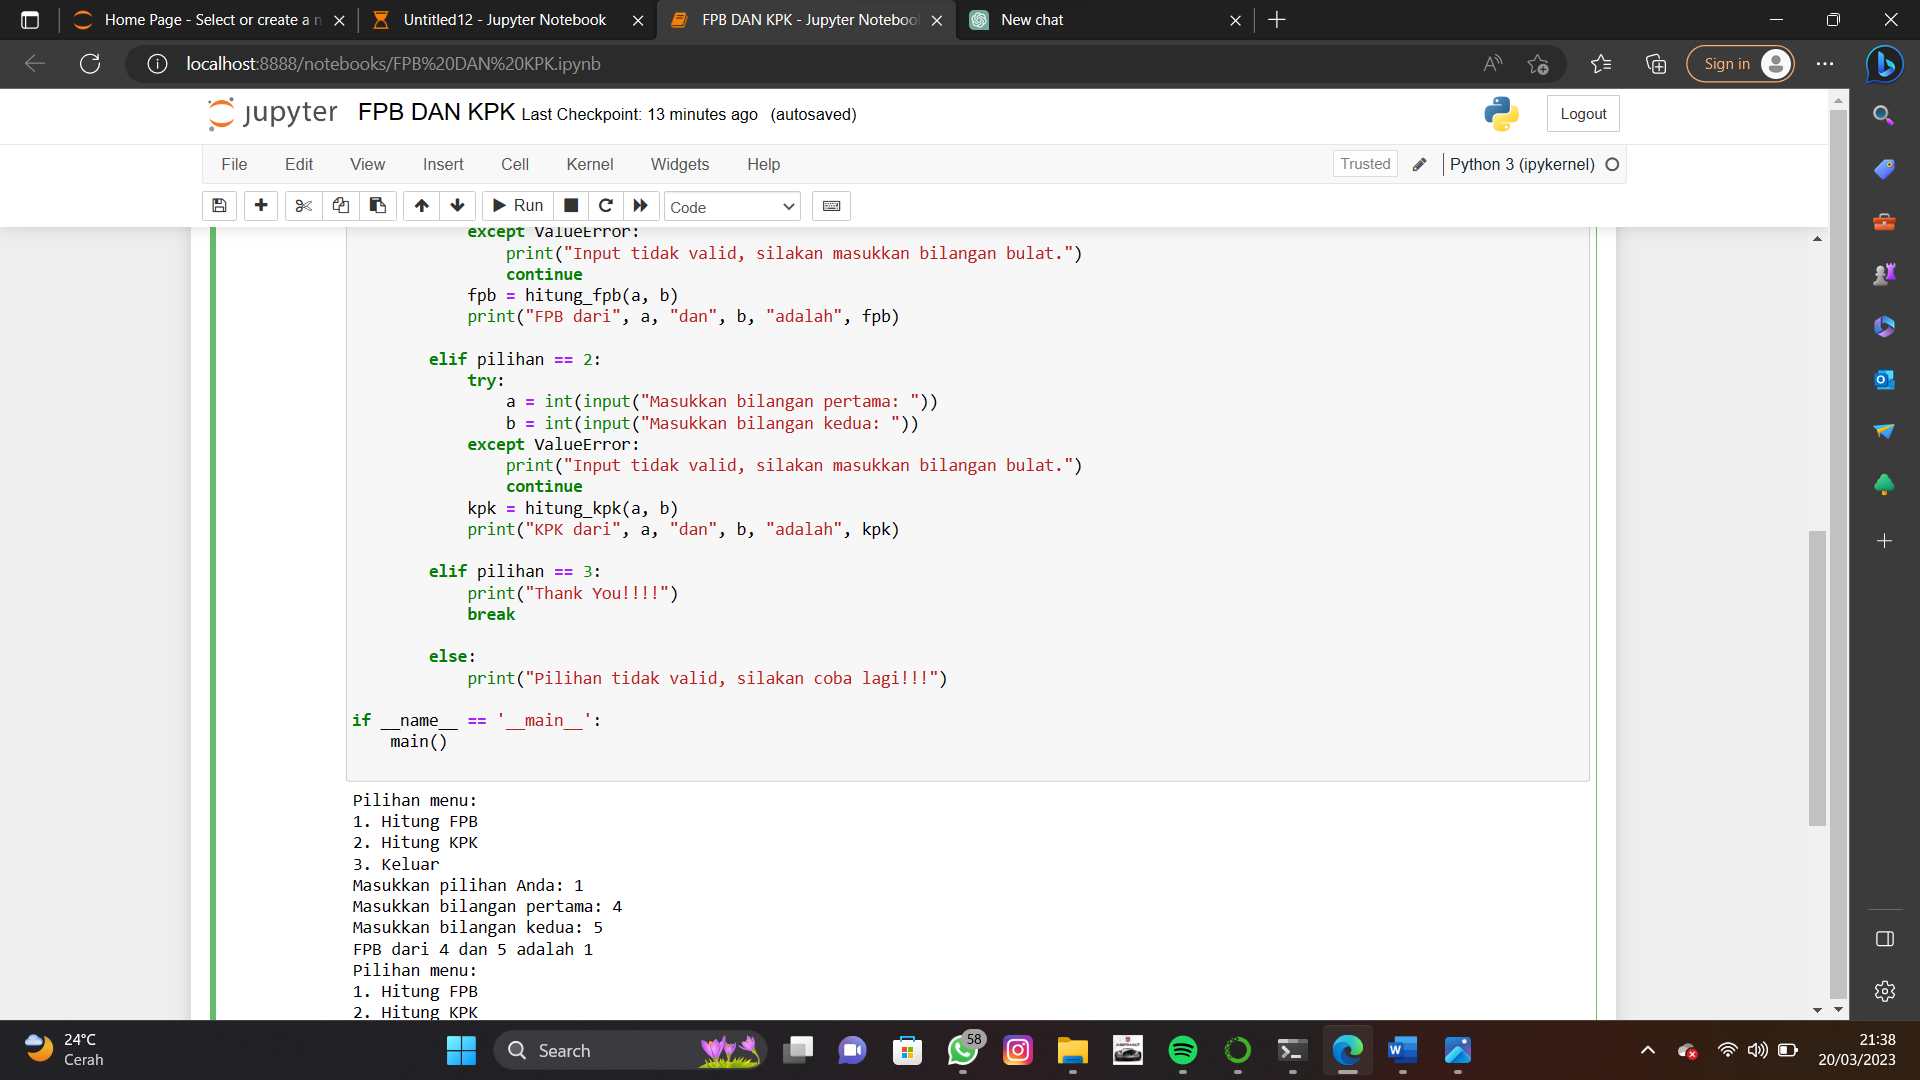 Home Page - Select or create a n
Untitled12 - Jupyter Notebook
FPB DAN KPK - Jupyter Notebook
New chat
localhost:8888/notebooks/FPB%20DAN%20KPK.ipynb
Sign in
jupyter FPB DAN KPK Last Checkpoint: 13 minutes ago (autosaved)
Logout
File Edit View Insert Cell Kernel Widgets Help
Trusted
Python 3 (ipykernel)
Run
Code
except ValueError:
print("Input tidak valid, silakan masukkan bilangan bulat.")
continue
fpb = hitung_fpb(a, b)
print("FPB dari", a, "dan", b, "adalah", fpb)
elif pilihan == 2:
try:
a = int(input("Masukkan bilangan pertama: "))
b = int(input("Masukkan bilangan kedua: "))
except ValueError:
print("Input tidak valid, silakan masukkan bilangan bulat.")
continue
kpk = hitung_kpk(a, b)
print("KPK dari", a, "dan", b, "adalah", kpk)
elif pilihan == 3:
print("Thank You!!!!")
break
else:
print("Pilihan tidak valid, silakan coba lagi!!!")
if __name__ == '__main__':
main()
Pilihan menu:
1. Hitung FPB
2. Hitung KPK
3. Keluar
Masukkan pilihan Anda: 1
Masukkan bilangan pertama: 4
Masukkan bilangan kedua: 5
FPB dari 4 dan 5 adalah 1
Pilihan menu:
1. Hitung FPB
2. Hitung KPK
24°C
Cerah
Search
58
21:38
20/03/2023